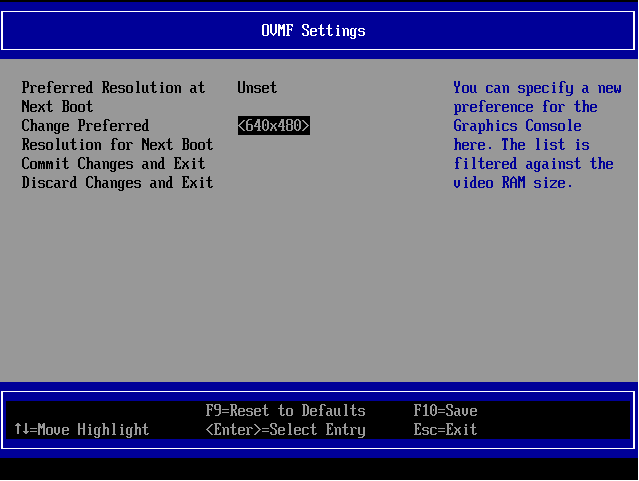 OVMF Settings
Preferred Resolution at Unset You can specify a new
Next Boot preference for the
Change Preferred <640x480> Graphics Console
Resolution for Next Boot here. The list is
Commit Changes and Exit filtered against the
Discard Changes and Exit video RAM size.
F9=Reset to Defaults F10=Save
↑↓=Move Highlight <Enter>=Select Entry Esc=Exit